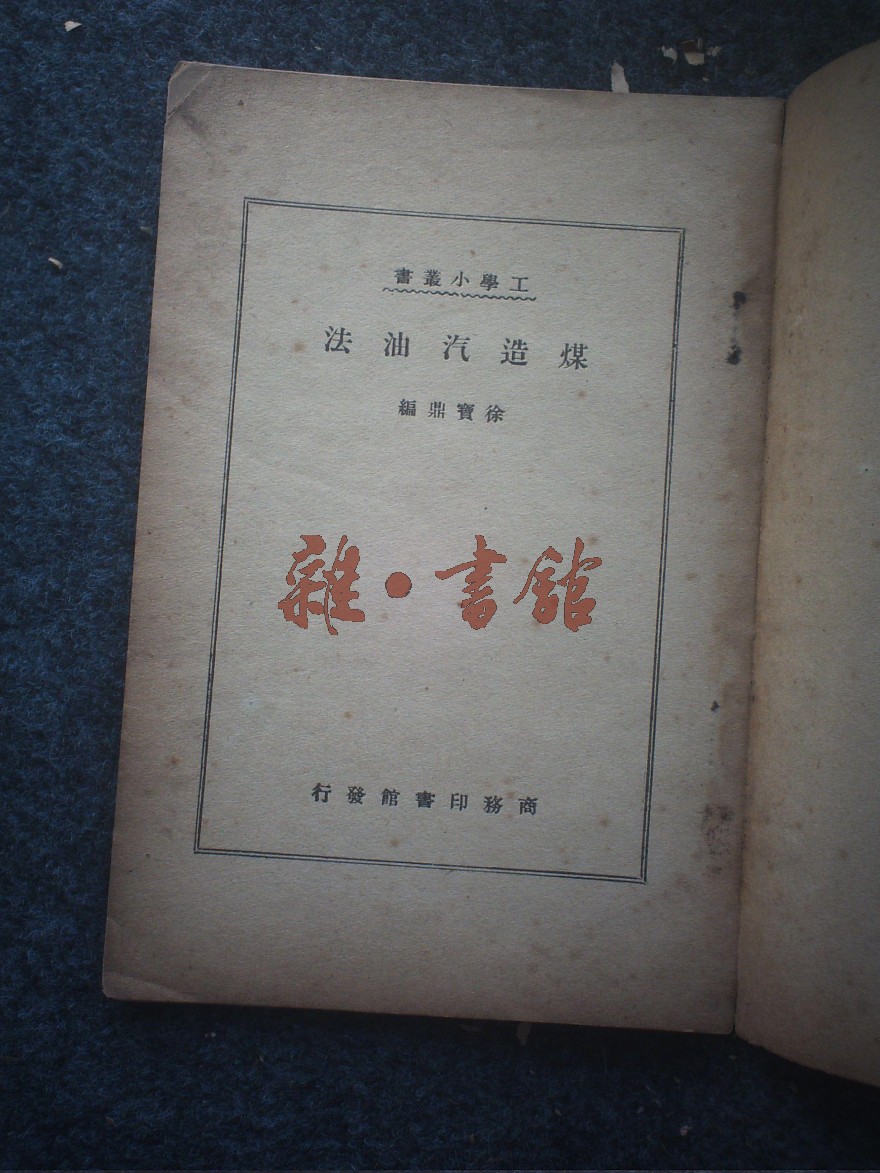 工學小叢書
煤造汽油法
徐寶鼎編
雜·書館
商務印書館發行